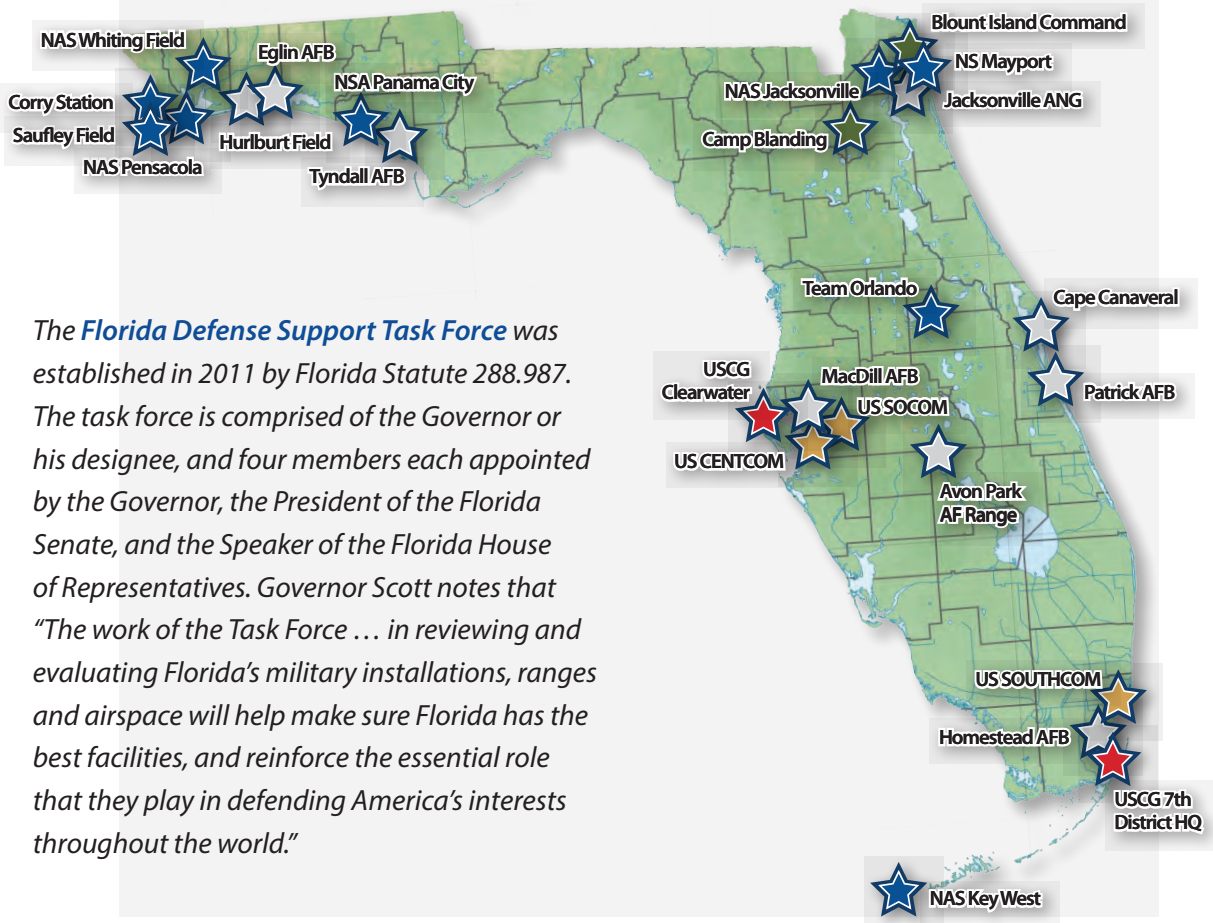 Blount Island Command
NAS Whiting Field
Eglin AFB
NS Mayport
NSA Panama City
NAS Jacksonville
Corry Station
Jacksonville ANG
Saufley Field
Hurlburt Field
Camp Blanding
NAS Pensacola
Tyndall AFB
Team Orlando
Cape Canaveral
The Florida Defense Support Task Force was
established in 2011 by Florida Statute 288.987.
The task force is comprised of the Governor or
his designee, and four members each appointed
by the Governor, the President of the Florida
Senate, and the Speaker of the Florida House
of Representatives. Governor Scott notes that
“The work of the Task Force … in reviewing and
evaluating Florida’s military installations, ranges
and airspace will help make sure Florida has the
best facilities, and reinforce the essential role
that they play in defending America’s interests
throughout the world.”
USCG
Clearwater
MacDill AFB
Patrick AFB
US SOCOM
US CENTCOM
Avon Park
AF Range
US SOUTHCOM
Homestead AFB
USCG 7th
District HQ
NAS Key West